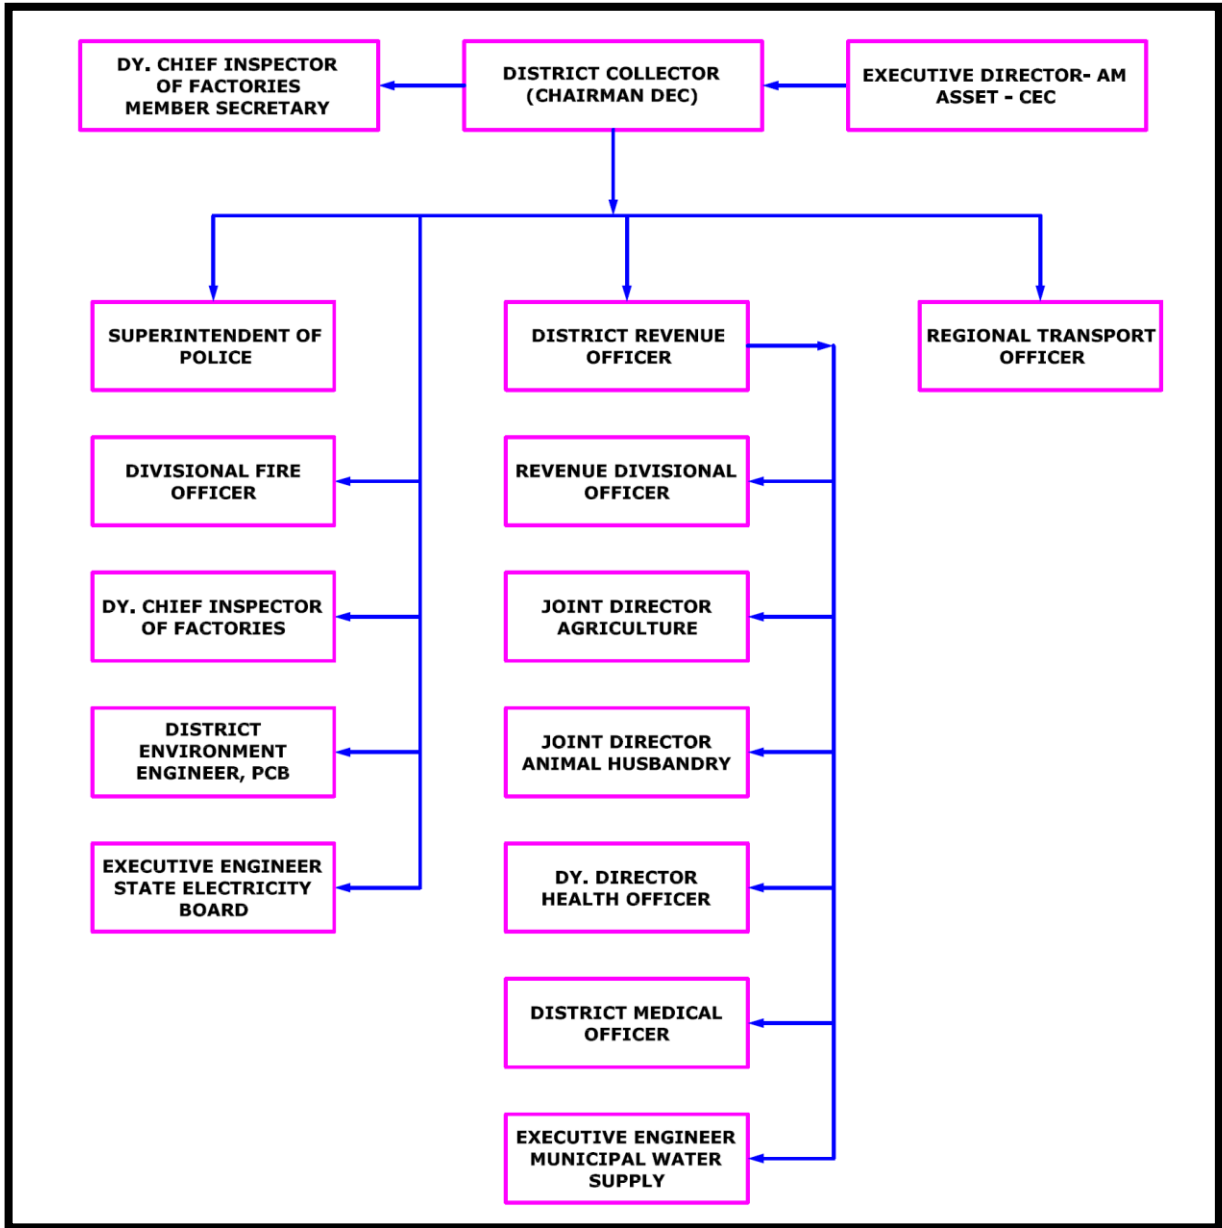 DY. CHIEF INSPECTOR
OF FACTORIES
MEMBER SECRETARY
DISTRICT COLLECTOR
(CHAIRMAN DEC)
EXECUTIVE DIRECTOR- AM
ASSET - CEC
SUPERINTENDENT OF
POLICE
DISTRICT REVENUE
OFFICER
REGIONAL TRANSPORT
OFFICER
DIVISIONAL FIRE
OFFICER
REVENUE DIVISIONAL
OFFICER
DY. CHIEF INSPECTOR
OF FACTORIES
JOINT DIRECTOR
AGRICULTURE
DISTRICT
ENVIRONMENT
ENGINEER, PCB
JOINT DIRECTOR
ANIMAL HUSBANDRY
EXECUTIVE ENGINEER
STATE ELECTRICITY
BOARD
DY. DIRECTOR
HEALTH OFFICER
DISTRICT MEDICAL
OFFICER
EXECUTIVE ENGINEER
MUNICIPAL WATER
SUPPLY